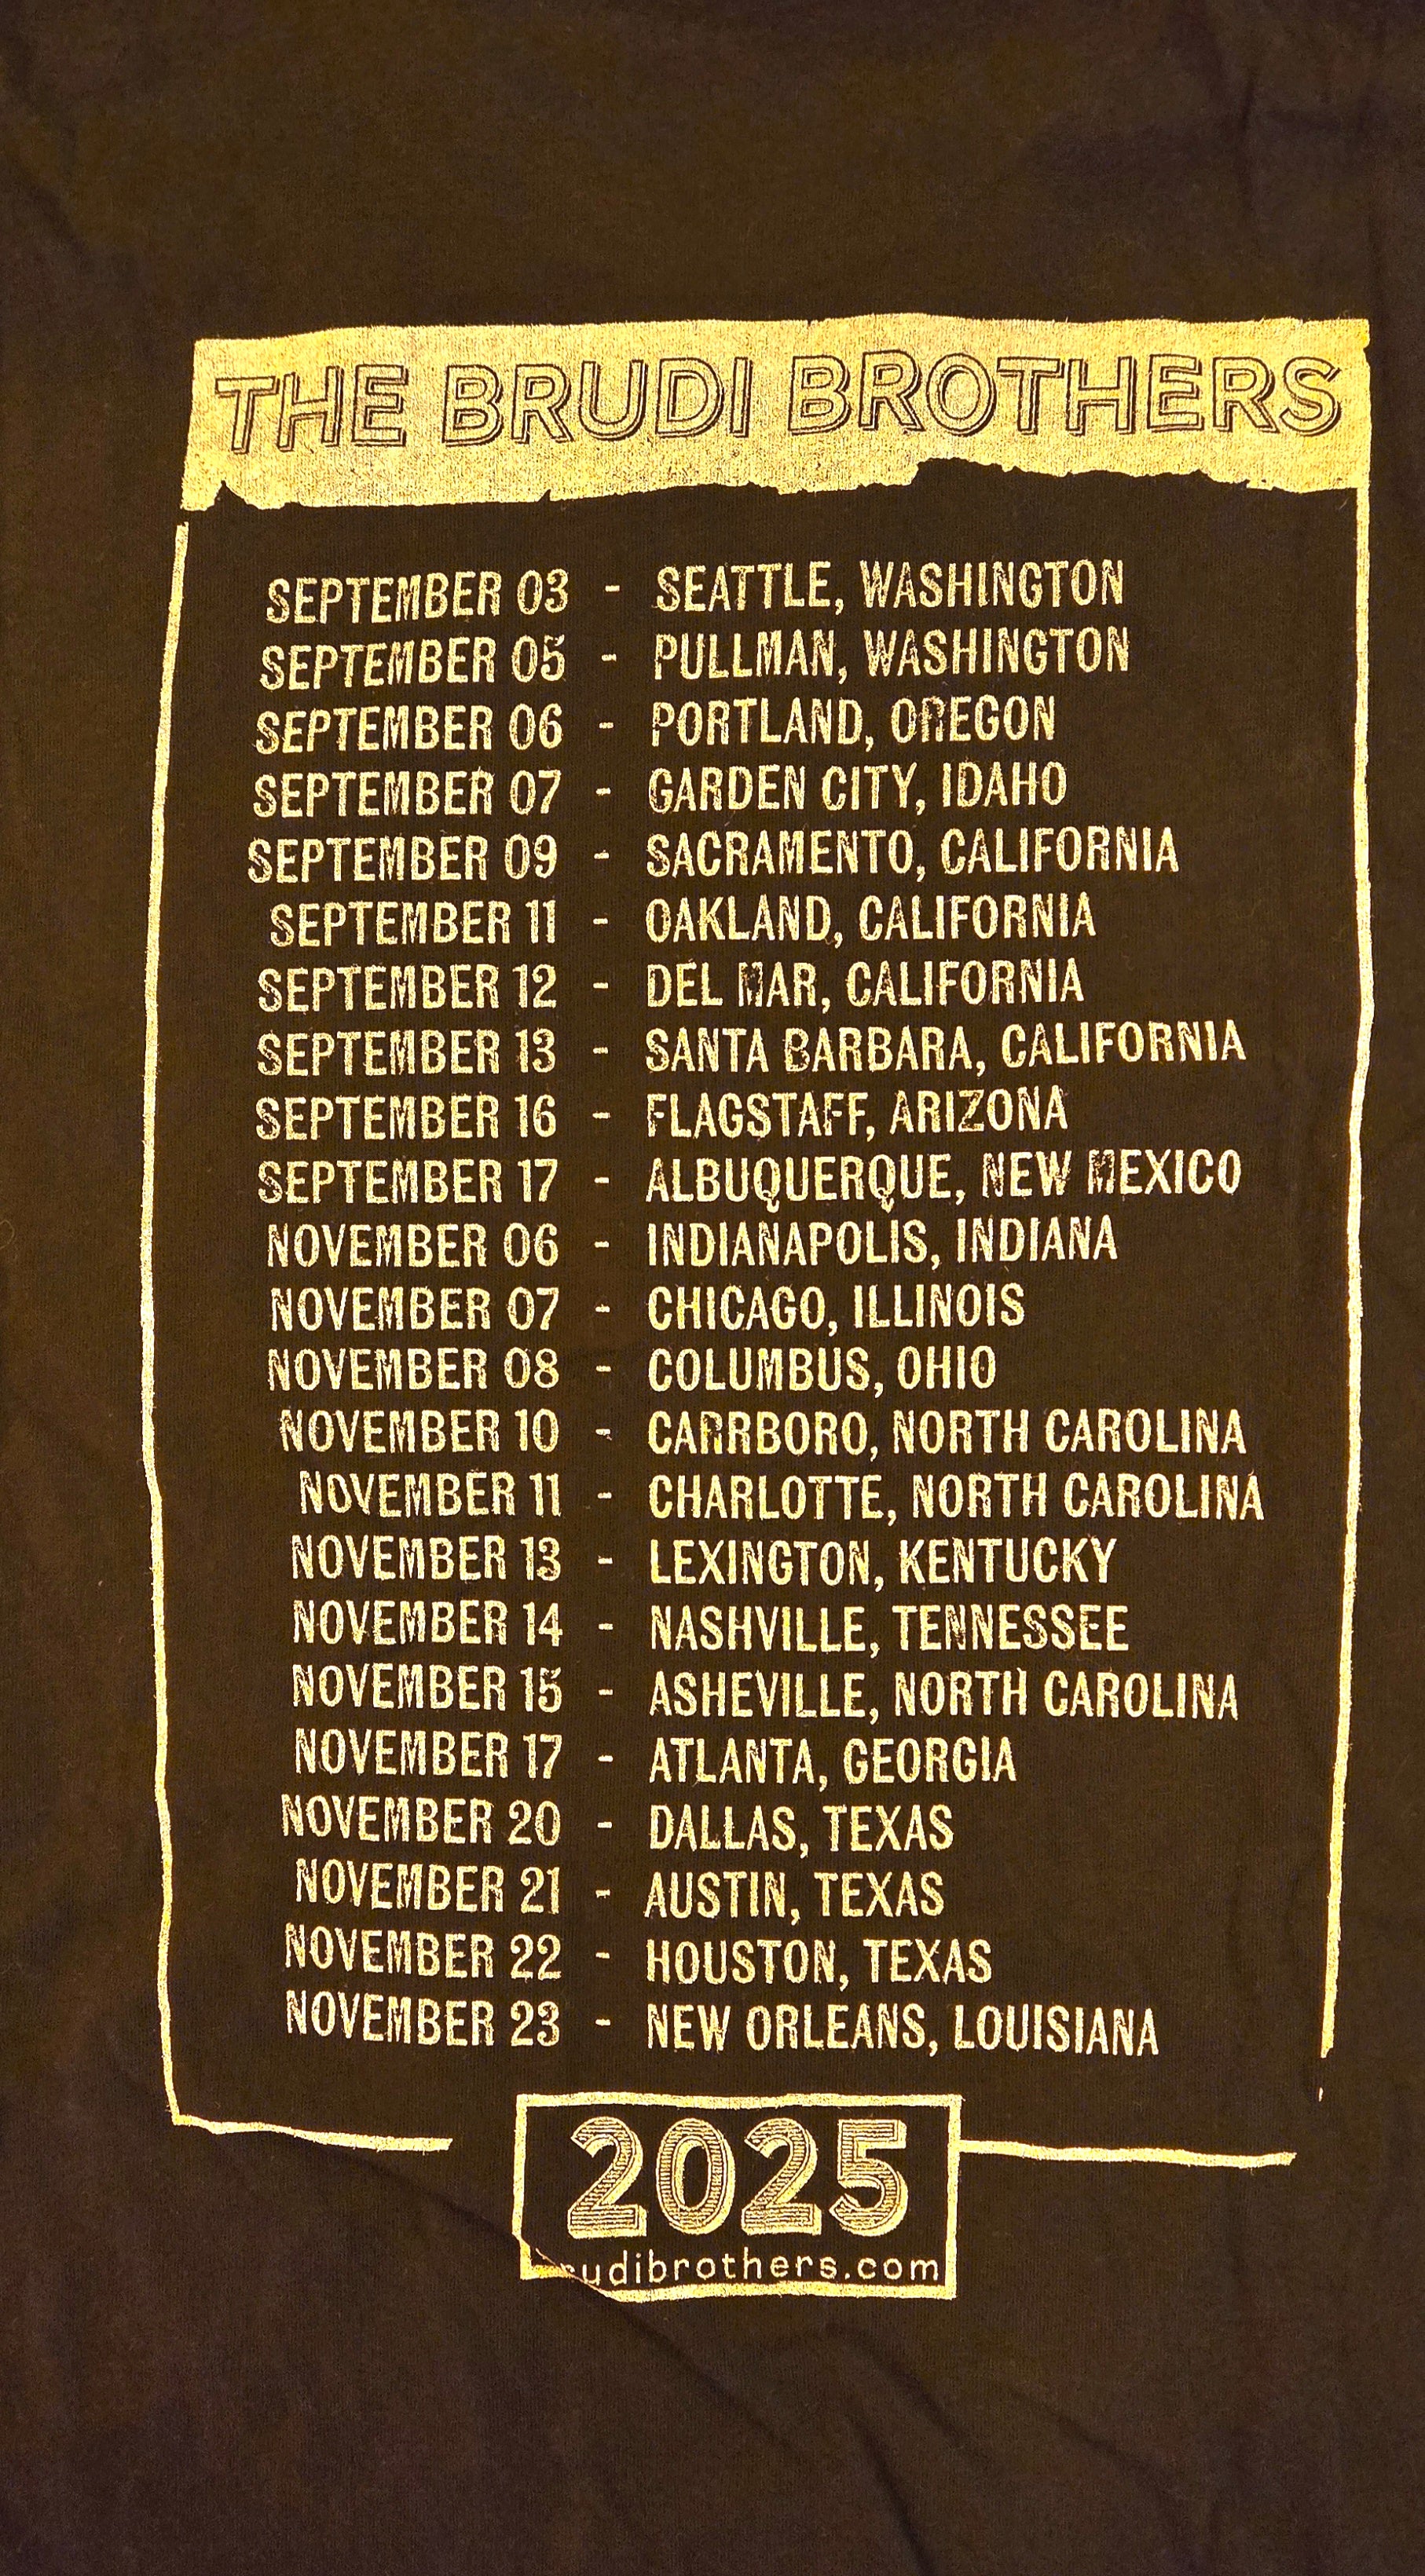 THE BRUDI BROTHERS
SEPTEMBER 03 - SEATTLE, WASHINGTON
SEPTEMBER 05 - PULLMAN, WASHINGTON
SEPTEMBER 06 - PORTLAND, OREGON
SEPTEMBER 07 - GARDEN CITY, IDAHO
SEPTEMBER 09 - SACRAMENTO, CALIFORNIA
SEPTEMBER 11 - OAKLAND, CALIFORNIA
SEPTEMBER 12 - DEL MAR, CALIFORNIA
SEPTEMBER 13 - SANTA BARBARA, CALIFORNIA
SEPTEMBER 16 - FLAGSTAFF, ARIZONA
SEPTEMBER 17 - ALBUQUERQUE, NEW MEXICO
NOVEMBER 06 - INDIANAPOLIS, INDIANA
NOVEMBER 07 - CHICAGO, ILLINOIS
NOVEMBER 08 - COLUMBUS, OHIO
NOVEMBER 10 - CARRBORO, NORTH CAROLINA
NOVEMBER 11 - CHARLOTTE, NORTH CAROLINA
NOVEMBER 13 - LEXINGTON, KENTUCKY
NOVEMBER 14 - NASHVILLE, TENNESSEE
NOVEMBER 15 - ASHEVILLE, NORTH CAROLINA
NOVEMBER 17 - ATLANTA, GEORGIA
NOVEMBER 20 - DALLAS, TEXAS
NOVEMBER 21 - AUSTIN, TEXAS
NOVEMBER 22 - HOUSTON, TEXAS
NOVEMBER 23 - NEW ORLEANS, LOUISIANA
2025
rudibrothers.com